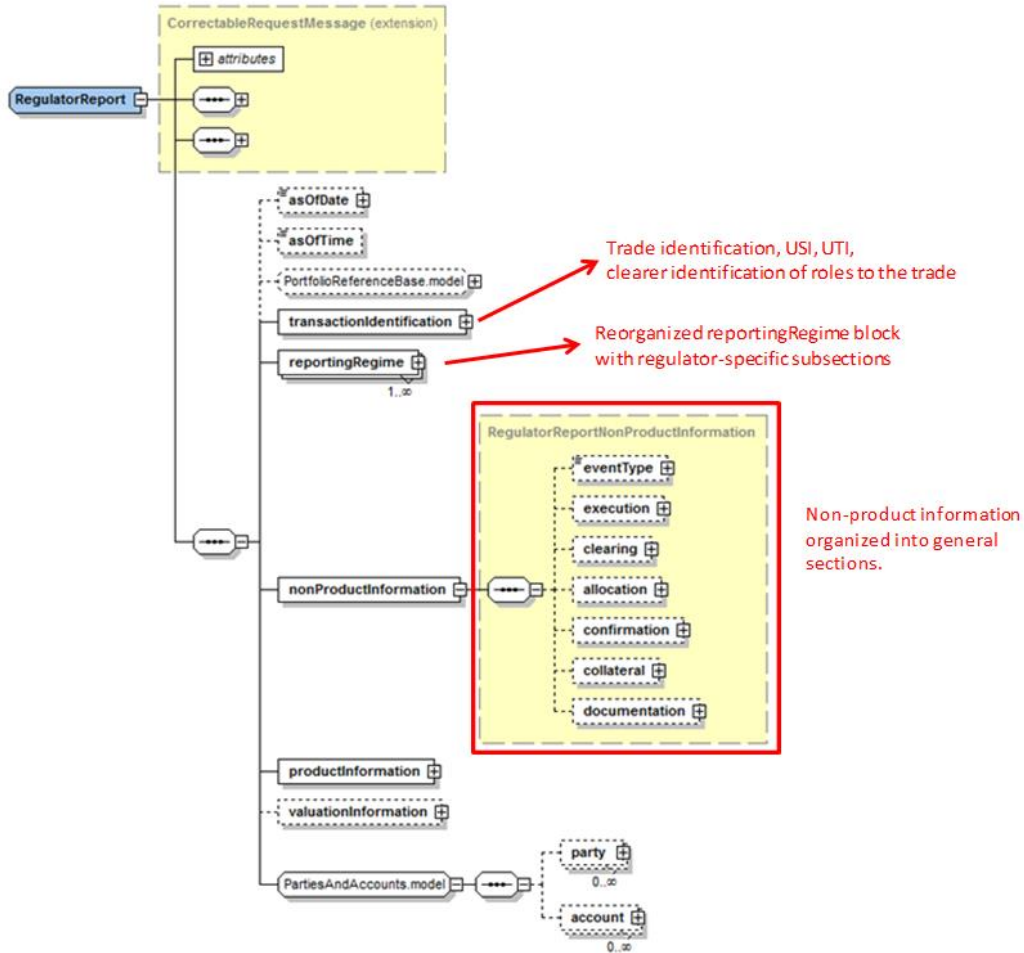 CorrectableRequestMessage (extension)
attributes
RegulatorReport
asOfDate
asOfTime
PortfolioReferenceBase.model
transactionIdentification
reportingRegime
1..∞
Trade identification, USI, UTI,
clearer identification of roles to the trade
Reorganized reportingRegime block
with regulator-specific subsections
RegulatorReportNonProductInformation
eventType
execution
clearing
allocation
confirmation
collateral
documentation
nonProductInformation
Non-product information
organized into general
sections.
productInformation
valuationInformation
PartiesAndAccounts.model
party
0..∞
account
0..∞